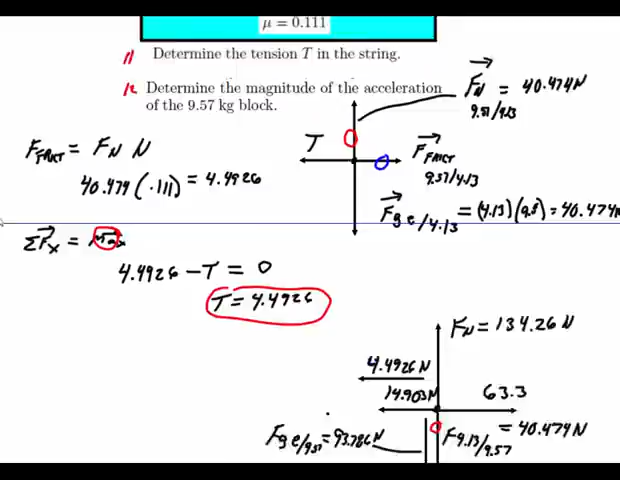 μ = 0.111
11 Determine the tension T in the string.
12 Determine the magnitude of the acceleration
of the 9.57 kg block.
F_N = 40.474N
9.57/4.13
T
F_FRICT
9.57/4.13
F_FRICT = F_N N
40.474(.111) = 4.4926
F_g e/4.13 = (4.13)(9.8) = 40.474N
ΣF_x = ma_x
4.4926 - T = 0
T = 4.4926
F_N = 134.26 N
4.4926 N
14.903N
63.3
F_g e/9.57 = 93.786N
F 4.13/9.57 = 40.474N